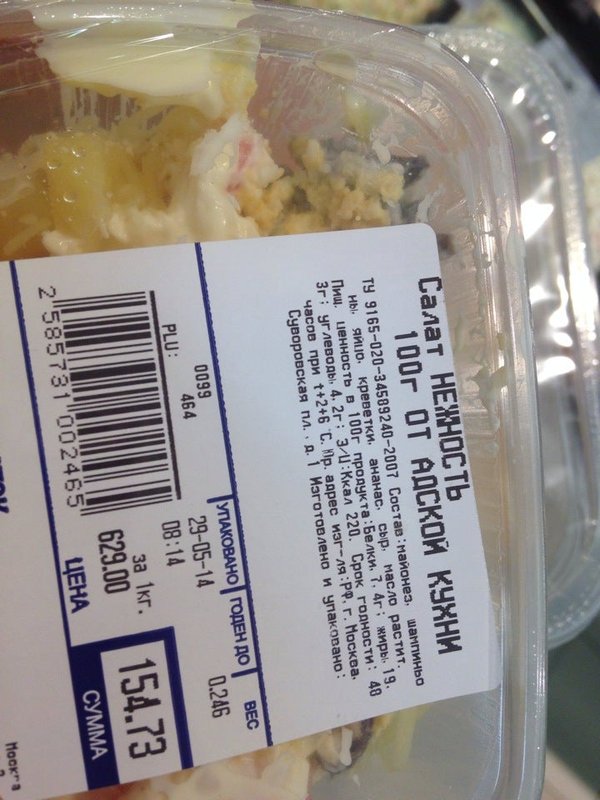 Салат НЕЖНОСТЬ
100г ОТ АДСКОЙ КУХНИ
ТУ 9165-020-34589240-2007 Состав:майонез, шампиньо
ны, яйцо, креветки, ананас, сыр, масло растит.
Пищ. ценность в 100г продукта:Белки,7.4г; жиры,19.
3г; углеводы,4.2г; Э/Ц:Ккал 220. Срок годности: 48
часов при t+2+6°С. Юр.адрес изг-ля:РФ,г.Москва,
Суворовская пл., д.1 Изготовлено и упаковано:
УПАКОВАНО
ГОДЕН ДО
ВЕС
29-05-14
08:14
0.246
PLU:
0099
464
2 585731 002465
за 1кг.
629.00
ЦЕНА
154.73
СУММА
Москва